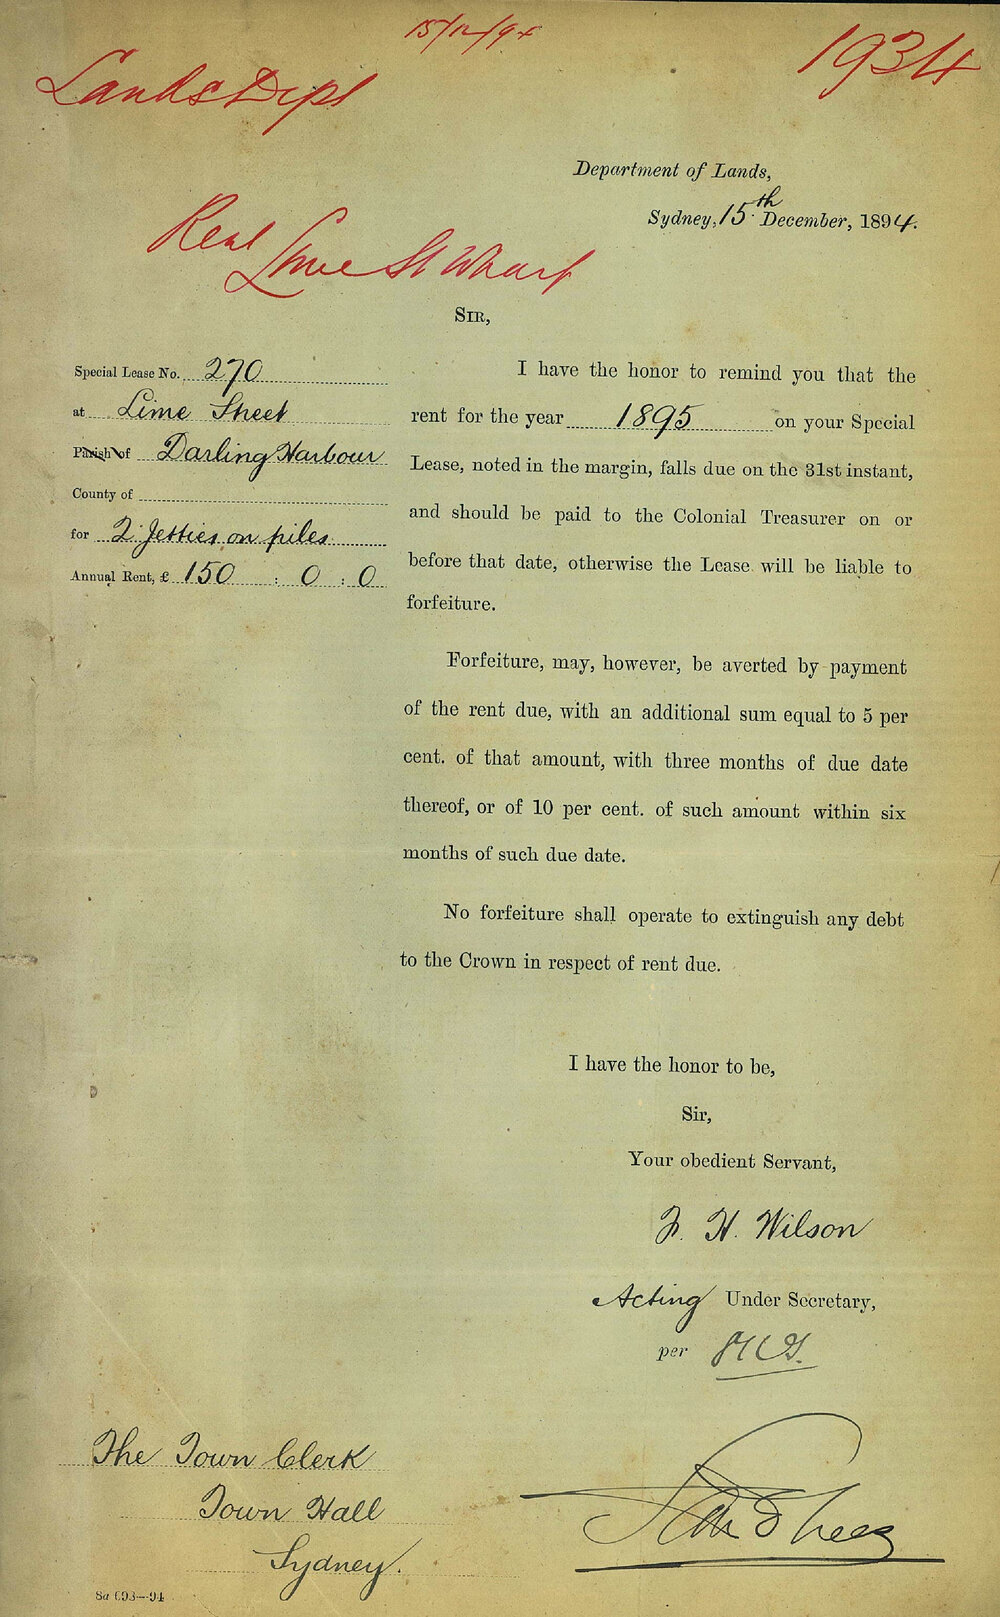 15/12/94
1934
Lands Dept
Department of Lands,
Sydney, 15th December, 1894.
Rent
Lime St Wharf
SIR,
Special Lease No. 270
at Lime Street
Parish of Darling Harbour
County of
for 2 Jetties on piles
Annual Rent, £ 150 : 0 : 0
I have the honor to remind you that the
rent for the year 1895 on your Special
Lease, noted in the margin, falls due on the 31st instant,
and should be paid to the Colonial Treasurer on or
before that date, otherwise the Lease will be liable to
forfeiture.
Forfeiture, may, however, be averted by payment
of the rent due, with an additional sum equal to 5 per
cent. of that amount, with three months of due date
thereof, or of 10 per cent. of such amount within six
months of such due date.
No forfeiture shall operate to extinguish any debt
to the Crown in respect of rent due.
I have the honor to be,
Sir,
Your obedient Servant,
F. H. Wilson
Acting Under Secretary,
per
The Town Clerk
Town Hall
Sydney.
8a 693—94